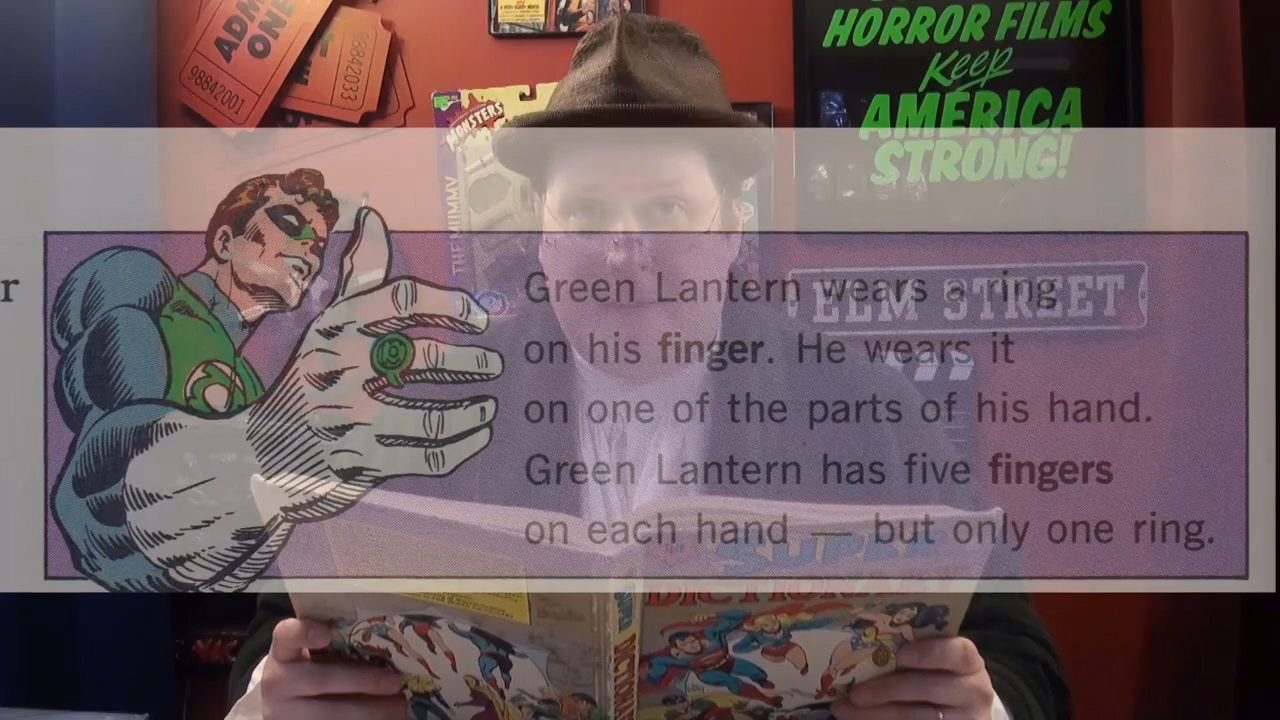 ADMIT
ONE
98842001
98842033
HORROR FILMS
Keep
AMERICA
STRONG!
MONSTERS
THE MUMMY
ELM STREET
r
Green Lantern wears a ring
on his finger. He wears it
on one of the parts of his hand.
Green Lantern has five fingers
on each hand — but only one ring.
THE
SUPER
DICTIONARY